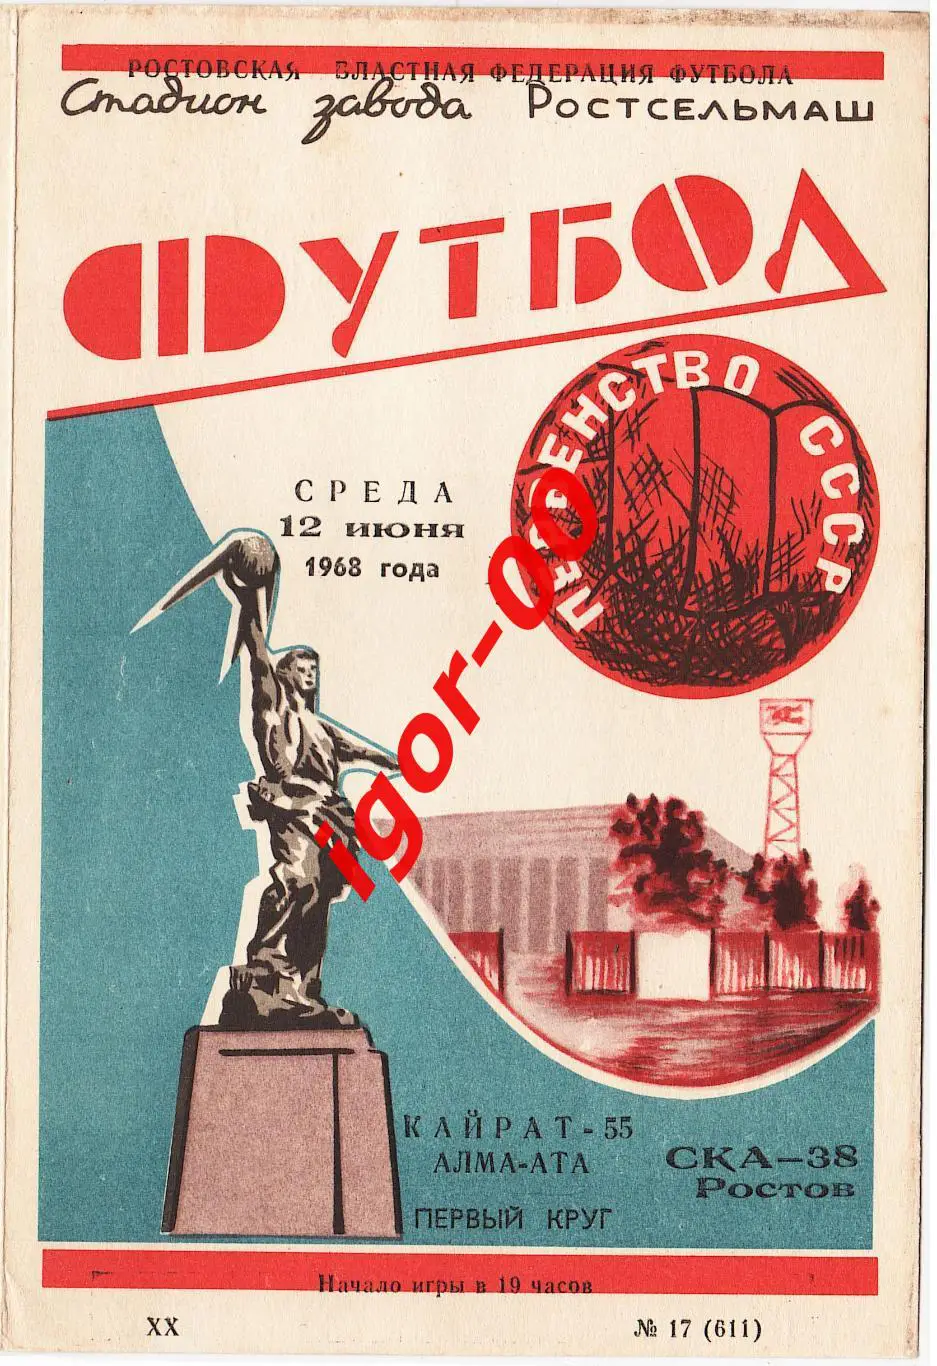 РОСТОВСКАЯ БЛАСТНАЯ ФЕДЕРАЦИЯ ФУТБОЛА
Стадион завода РОСТСЕЛЬМАШ
ФУТБОЛ
ПЕРВЕНСТВО СССР
СРЕДА
12 ИЮНЯ
1968 года
igor-00
КАЙРАТ-55
АЛМА-АТА
ПЕРВЫЙ КРУГ
СКА-38
РОСТОВ
Начало игры в 19 часов
XX
№ 17 (611)